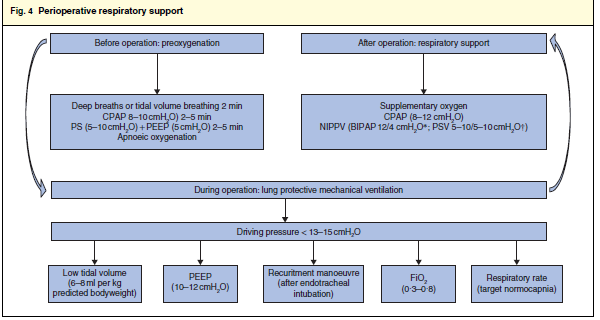 Fig. 4 Perioperative respiratory support
Before operation: preoxygenation
After operation: respiratory support
Deep breaths or tidal volume breathing 2 min
CPAP 8–10 cmH₂O) 2–5 min
PS (5–10 cmH₂O) + PEEP (5 cmH₂O) 2–5 min
Apnoeic oxygenation
Supplementary oxygen
CPAP (8–12 cmH₂O)
NIPPV (BIPAP 12/4 cmH₂O*; PSV 5–10/5–10 cmH₂O†)
During operation: lung protective mechanical ventilation
Driving pressure < 13–15 cmH₂O
Low tidal volume
(6–8 ml per kg
predicted bodyweight)
PEEP
(10–12 cmH₂O)
Recuritment manoeuvre
(after endotracheal
intubation)
FiO₂
(0·3–0·8)
Respiratory rate
(target normocapnia)